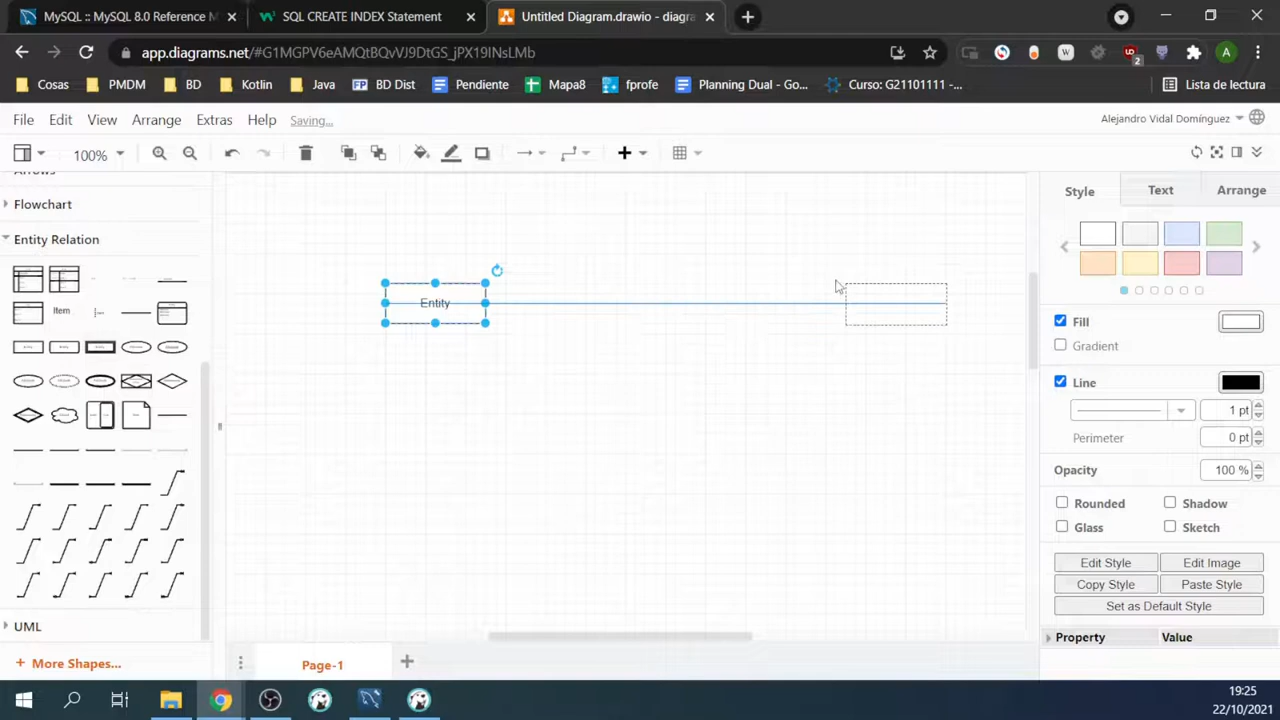 MySQL :: MySQL 8.0 Reference M
SQL CREATE INDEX Statement
Untitled Diagram.drawio - diagra
app.diagrams.net/#G1MGPV6eAMQtBQvVJ9DtGS_jPX19INsLMb
A
2
Cosas
PMDM
BD
Kotlin
Java
FP
BD Dist
Pendiente
Mapa8
fprofe
Planning Dual - Go...
Curso: G21101111 -...
Lista de lectura
File
Edit
View
Arrange
Extras
Help
Saving...
Alejandro Vidal Domínguez
100%
Arrows
Flowchart
Entity Relation
Item
UML
+ More Shapes...
Entity
Page-1
Style
Text
Arrange
Fill
Gradient
Line
1 pt
Perimeter
0 pt
Opacity
100 %
Rounded
Shadow
Glass
Sketch
Edit Style
Edit Image
Copy Style
Paste Style
Set as Default Style
Property
Value
19:25
22/10/2021